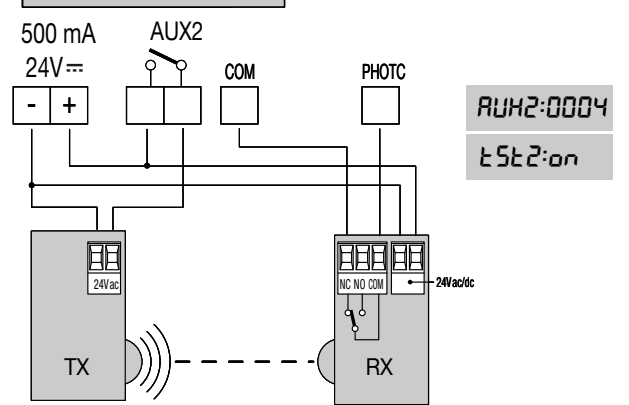 500 mA
24V⎓
AUX2
COM
PHOTC
- +
AUX2:0004
tSt2:on
24Vac
NC NO COM
24Vac/dc
TX
RX